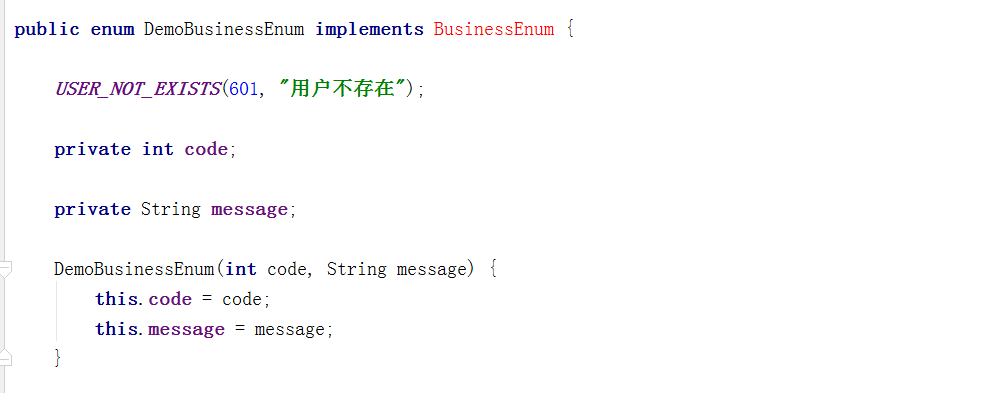 public enum DemoBusinessEnum implements BusinessEnum {
USER_NOT_EXISTS(601, "用户不存在");
private int code;
private String message;
DemoBusinessEnum(int code, String message) {
this.code = code;
this.message = message;
}